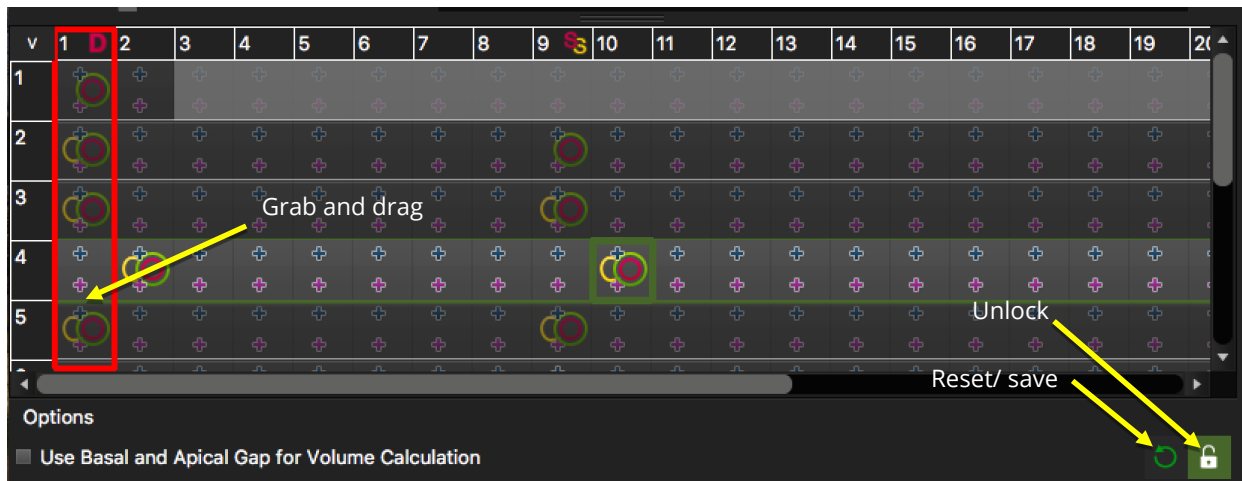 v 1 D 2 3 4 5 6 7 8 9 SS 10 11 12 13 14 15 16 17 18 19
1
2
3
Grab and drag
4
5
Unlock
Reset/ save
Options
Use Basal and Apical Gap for Volume Calculation